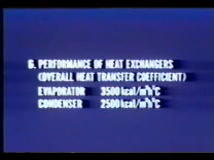 6. PERFORMANCE OF HEAT EXCHANGERS
(OVERALL HEAT TRANSFER COEFFICIENT)
EVAPORATOR 3500 kcal/m²h°C
CONDENSER 2500 kcal/m²h°C